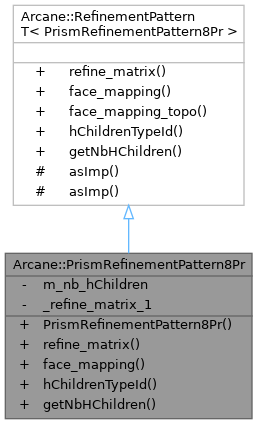 Arcane::RefinementPattern
T< PrismRefinementPattern8Pr >
+ refine_matrix()
+ face_mapping()
+ face_mapping_topo()
+ hChildrenTypeId()
+ getNbHChildren()
# asImp()
# asImp()
Arcane::PrismRefinementPattern8Pr
- m_nb_hChildren
- _refine_matrix_1
+ PrismRefinementPattern8Pr()
+ refine_matrix()
+ face_mapping()
+ hChildrenTypeId()
+ getNbHChildren()